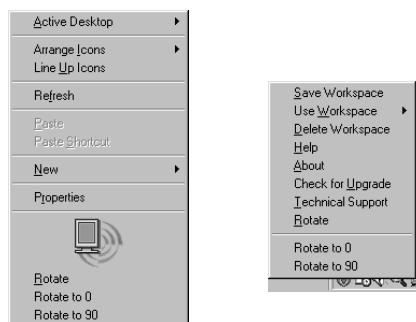 Active Desktop
Arrange Icons
Line Up Icons
Refresh
Paste
Paste Shortcut
New
Properties
Rotate
Rotate to 0
Rotate to 90
Save Workspace
Use Workspace
Delete Workspace
Help
About
Check for Upgrade
Technical Support
Rotate
Rotate to 0
Rotate to 90